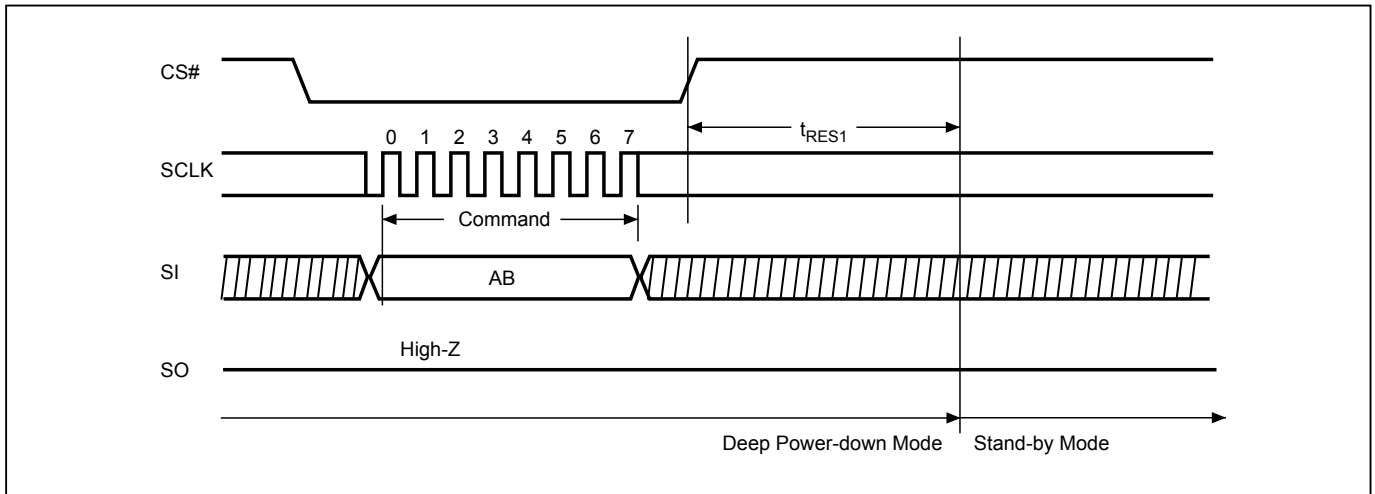 CS#
tRES1
0 1 2 3 4 5 6 7
SCLK
Command
SI
AB
High-Z
SO
Deep Power-down Mode
Stand-by Mode